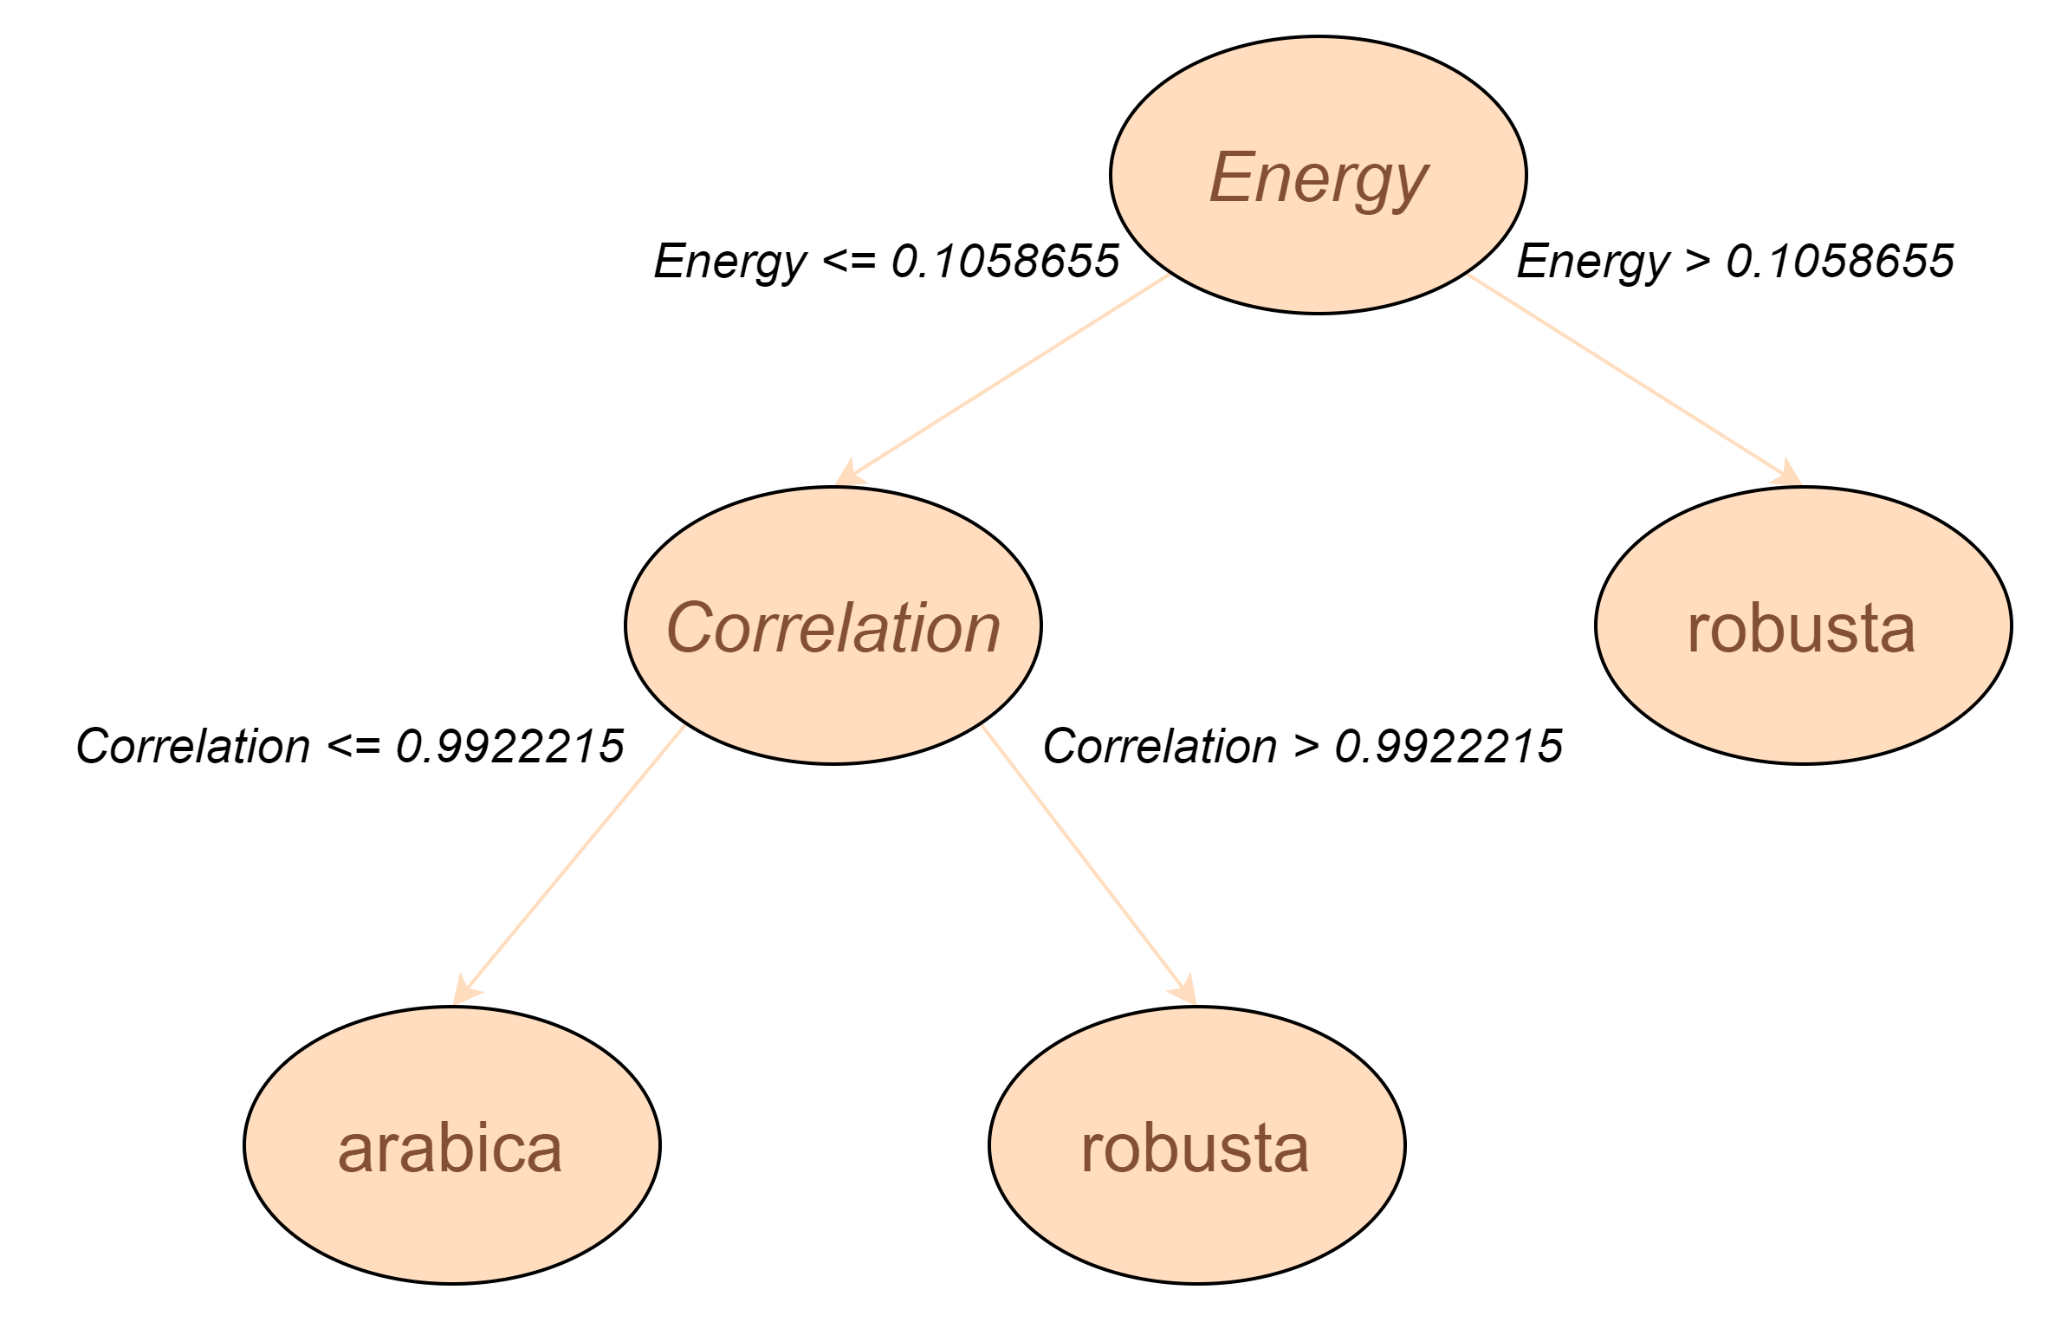 Energy
Energy <= 0.1058655
Energy > 0.1058655
Correlation
robusta
Correlation <= 0.9922215
Correlation > 0.9922215
arabica
robusta